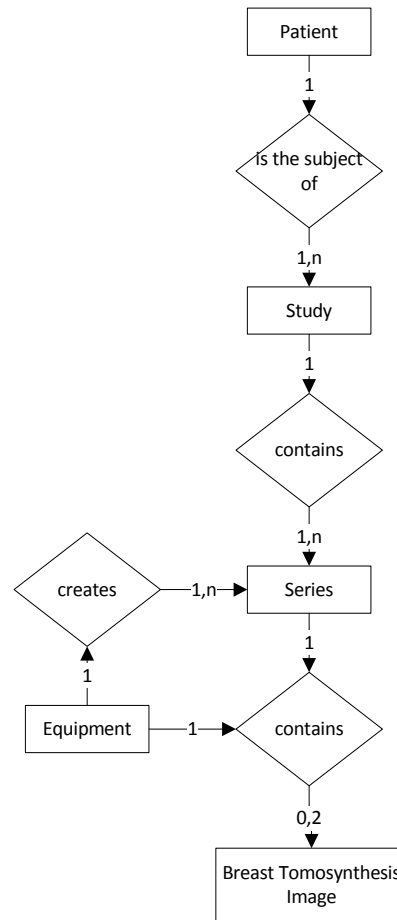 Patient
1
is the subject
of
1,n
Study
1
contains
1,n
creates
1,n
Series
1
1
Equipment
1
contains
0,2
Breast Tomosynthesis
Image